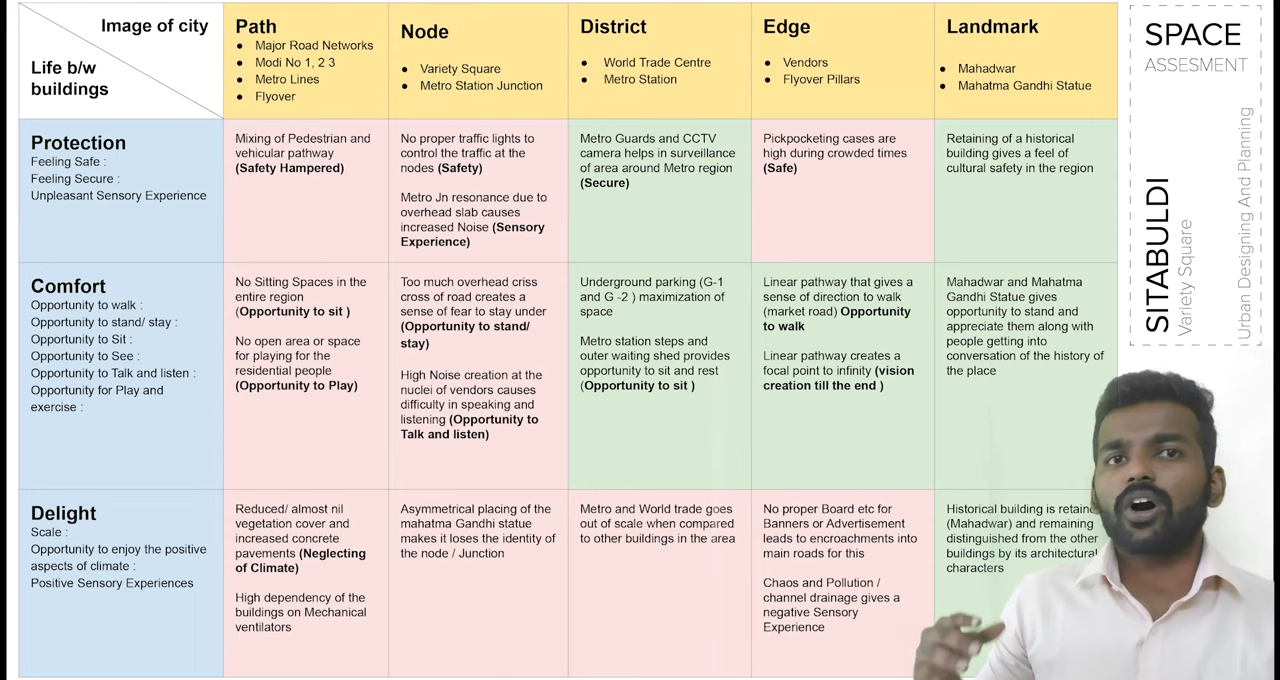 Image of city
Life b/w
buildings
Path
● Major Road Networks
● Modi No 1, 2 3
● Metro Lines
● Flyover
Node
● Variety Square
● Metro Station Junction
District
● World Trade Centre
● Metro Station
Edge
● Vendors
● Flyover Pillars
Landmark
● Mahadwar
● Mahatma Gandhi Statue
Protection
Feeling Safe :
Feeling Secure :
Unpleasant Sensory Experience
Mixing of Pedestrian and
vehicular pathway
(Safety Hampered)
No proper traffic lights to
control the traffic at the
nodes (Safety)
Metro Jn resonance due to
overhead slab causes
increased Noise (Sensory
Experience)
Metro Guards and CCTV
camera helps in surveillance
of area around Metro region
(Secure)
Pickpocketing cases are
high during crowded times
(Safe)
Retaining of a historical
building gives a feel of
cultural safety in the region
Comfort
Opportunity to walk :
Opportunity to stand/ stay :
Opportunity to Sit :
Opportunity to See :
Opportunity to Talk and listen :
Opportunity for Play and
exercise :
No Sitting Spaces in the
entire region
(Opportunity to sit )
No open area or space
for playing for the
residential people
(Opportunity to Play)
Too much overhead criss
cross of road creates a
sense of fear to stay under
(Opportunity to stand/
stay)
High Noise creation at the
nuclei of vendors causes
difficulty in speaking and
listening (Opportunity to
Talk and listen)
Underground parking (G-1
and G -2 ) maximization of
space
Metro station steps and
outer waiting shed provides
opportunity to sit and rest
(Opportunity to sit )
Linear pathway that gives a
sense of direction to walk
(market road) Opportunity
to walk
Linear pathway creates a
focal point to infinity (vision
creation till the end )
Mahadwar and Mahatma
Gandhi Statue gives
opportunity to stand and
appreciate them along with
people getting into
conversation of the history of
the place
Delight
Scale :
Opportunity to enjoy the positive
aspects of climate :
Positive Sensory Experiences
Reduced/ almost nil
vegetation cover and
increased concrete
pavements (Neglecting
of Climate)
High dependency of the
buildings on Mechanical
ventilators
Asymmetrical placing of the
mahatma Gandhi statue
makes it loses the identity of
the node / Junction
Metro and World trade goes
out of scale when compared
to other buildings in the area
No proper Board etc for
Banners or Advertisement
leads to encroachments into
main roads for this
Chaos and Pollution /
channel drainage gives a
negative Sensory
Experience
Historical building is retained
(Mahadwar) and remaining
distinguished from the other
buildings by its architectural
characters
SPACE
ASSESMENT
SITABULDI
Variety Square
Urban Designing And Planning